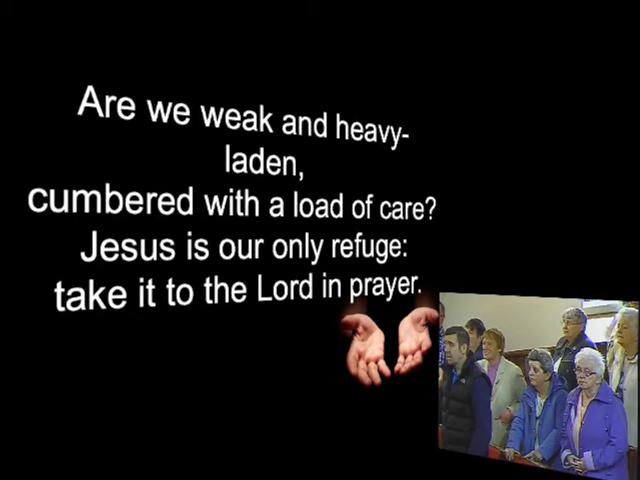 Are we weak and heavy-
laden,
cumbered with a load of care?
Jesus is our only refuge:
take it to the Lord in prayer.